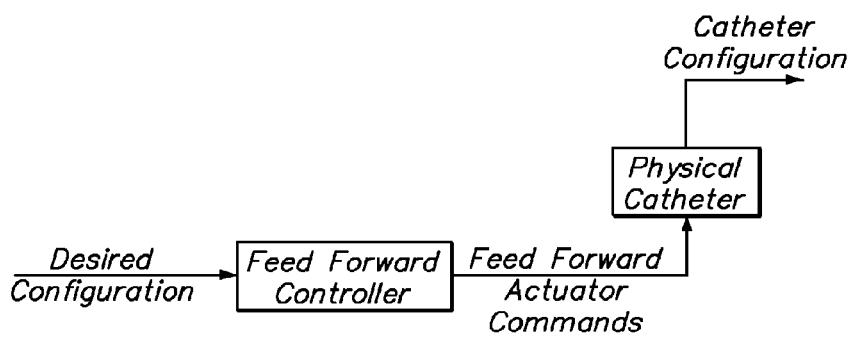 Catheter
Configuration
Physical
Catheter
Desired
Configuration
Feed Forward
Controller
Feed Forward
Actuator
Commands